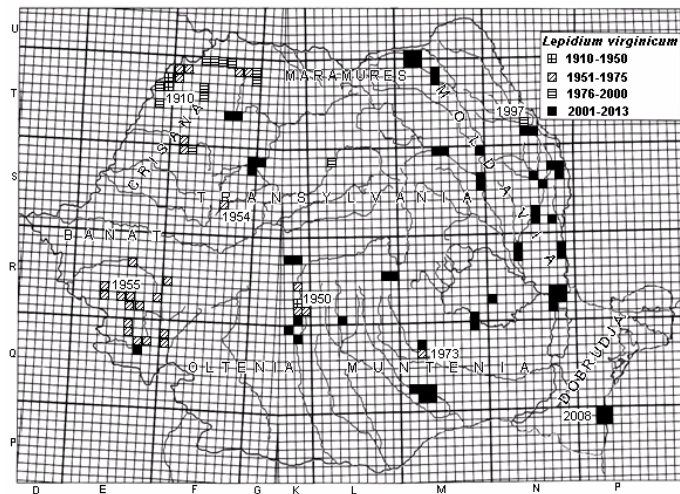 Lepidium virginicum
1910-1950
1951-1975
1976-2000
2001-2013
U
T
S
R
Q
P
MARAMURES
MOLDAVIA
CRISANA
TRANSYLVANIA
BANAT
OLTENIA
MUNTENIA
DOBRUDJA
1910
1997
1954
1955
1950
1973
2008
D E F G K L M N P